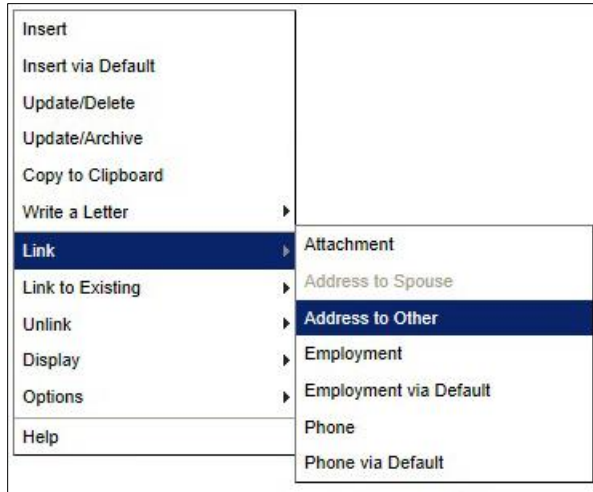 Insert
Insert via Default
Update/Delete
Update/Archive
Copy to Clipboard
Write a Letter
Link
Link to Existing
Unlink
Display
Options
Help
Attachment
Address to Spouse
Address to Other
Employment
Employment via Default
Phone
Phone via Default